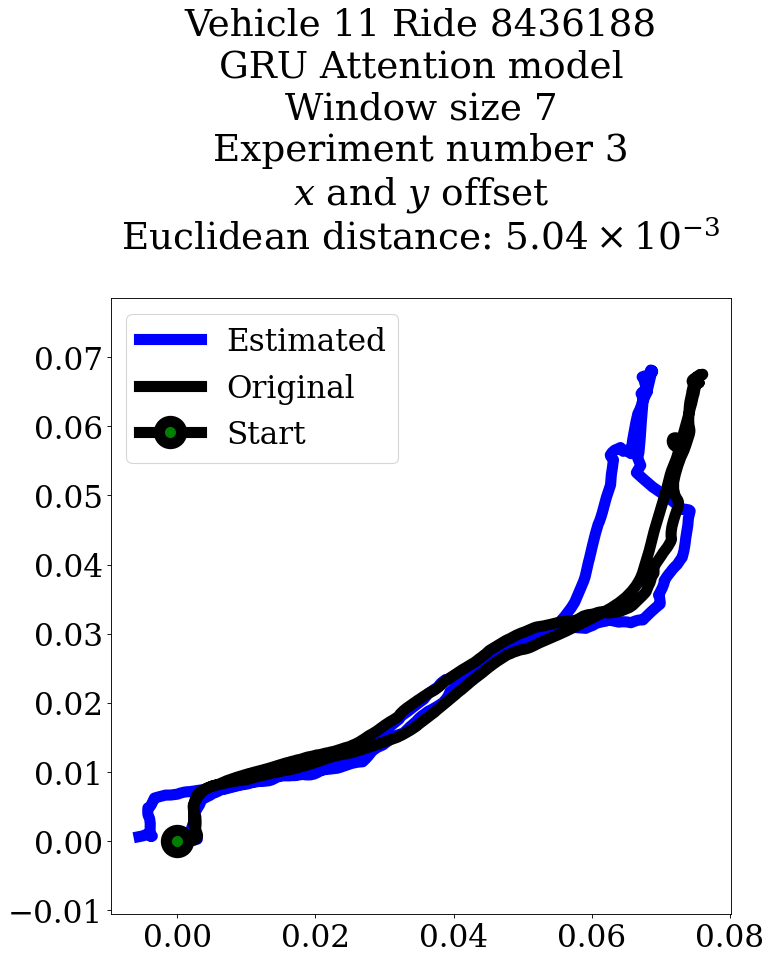 Vehicle 11 Ride 8436188
GRU Attention model
Window size 7
Experiment number 3
x and y offset
Euclidean distance: 5.04 × 10⁻³
Estimated
Original
Start
0.07
0.06
0.05
0.04
0.03
0.02
0.01
0.00
−0.01
0.00 0.02 0.04 0.06 0.08